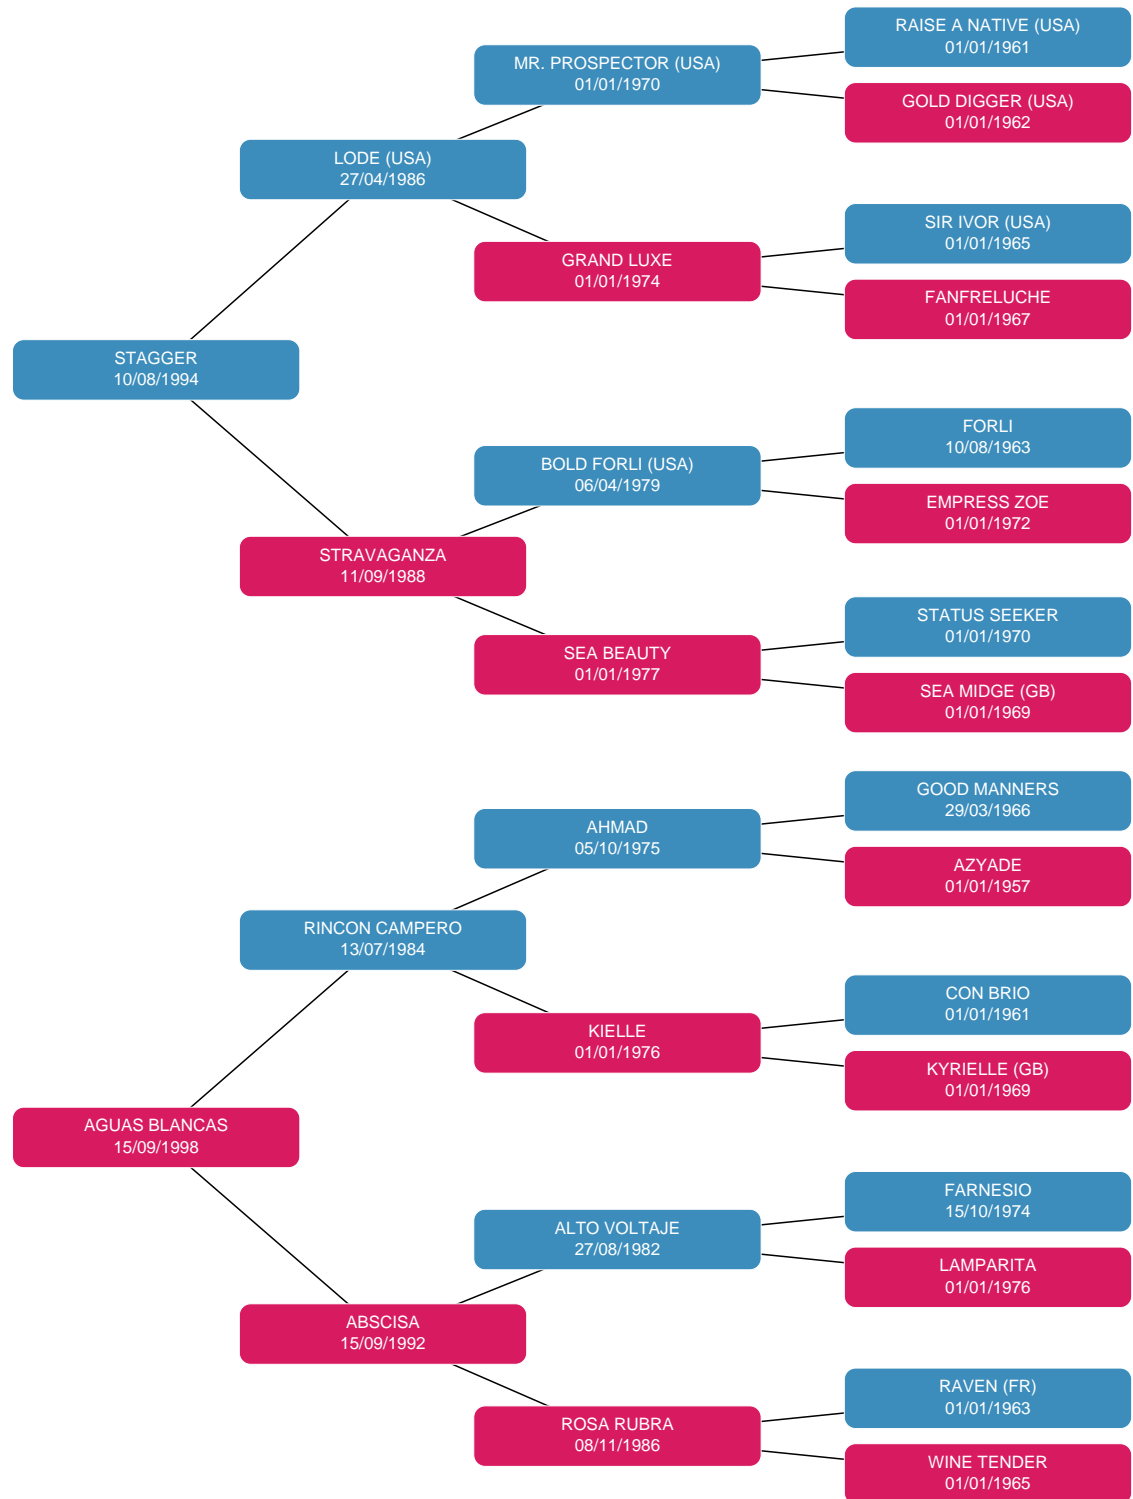 RAISE A NATIVE (USA)
01/01/1961
MR. PROSPECTOR (USA)
01/01/1970
GOLD DIGGER (USA)
01/01/1962
LODE (USA)
27/04/1986
SIR IVOR (USA)
01/01/1965
GRAND LUXE
01/01/1974
FANFRELUCHE
01/01/1967
STAGGER
10/08/1994
FORLI
10/08/1963
BOLD FORLI (USA)
06/04/1979
EMPRESS ZOE
01/01/1972
STRAVAGANZA
11/09/1988
STATUS SEEKER
01/01/1970
SEA BEAUTY
01/01/1977
SEA MIDGE (GB)
01/01/1969
GOOD MANNERS
29/03/1966
AHMAD
05/10/1975
AZYADE
01/01/1957
RINCON CAMPERO
13/07/1984
CON BRIO
01/01/1961
KIELLE
01/01/1976
KYRIELLE (GB)
01/01/1969
AGUAS BLANCAS
15/09/1998
FARNESIO
15/10/1974
ALTO VOLTAJE
27/08/1982
LAMPARITA
01/01/1976
ABSCISA
15/09/1992
RAVEN (FR)
01/01/1963
ROSA RUBRA
08/11/1986
WINE TENDER
01/01/1965